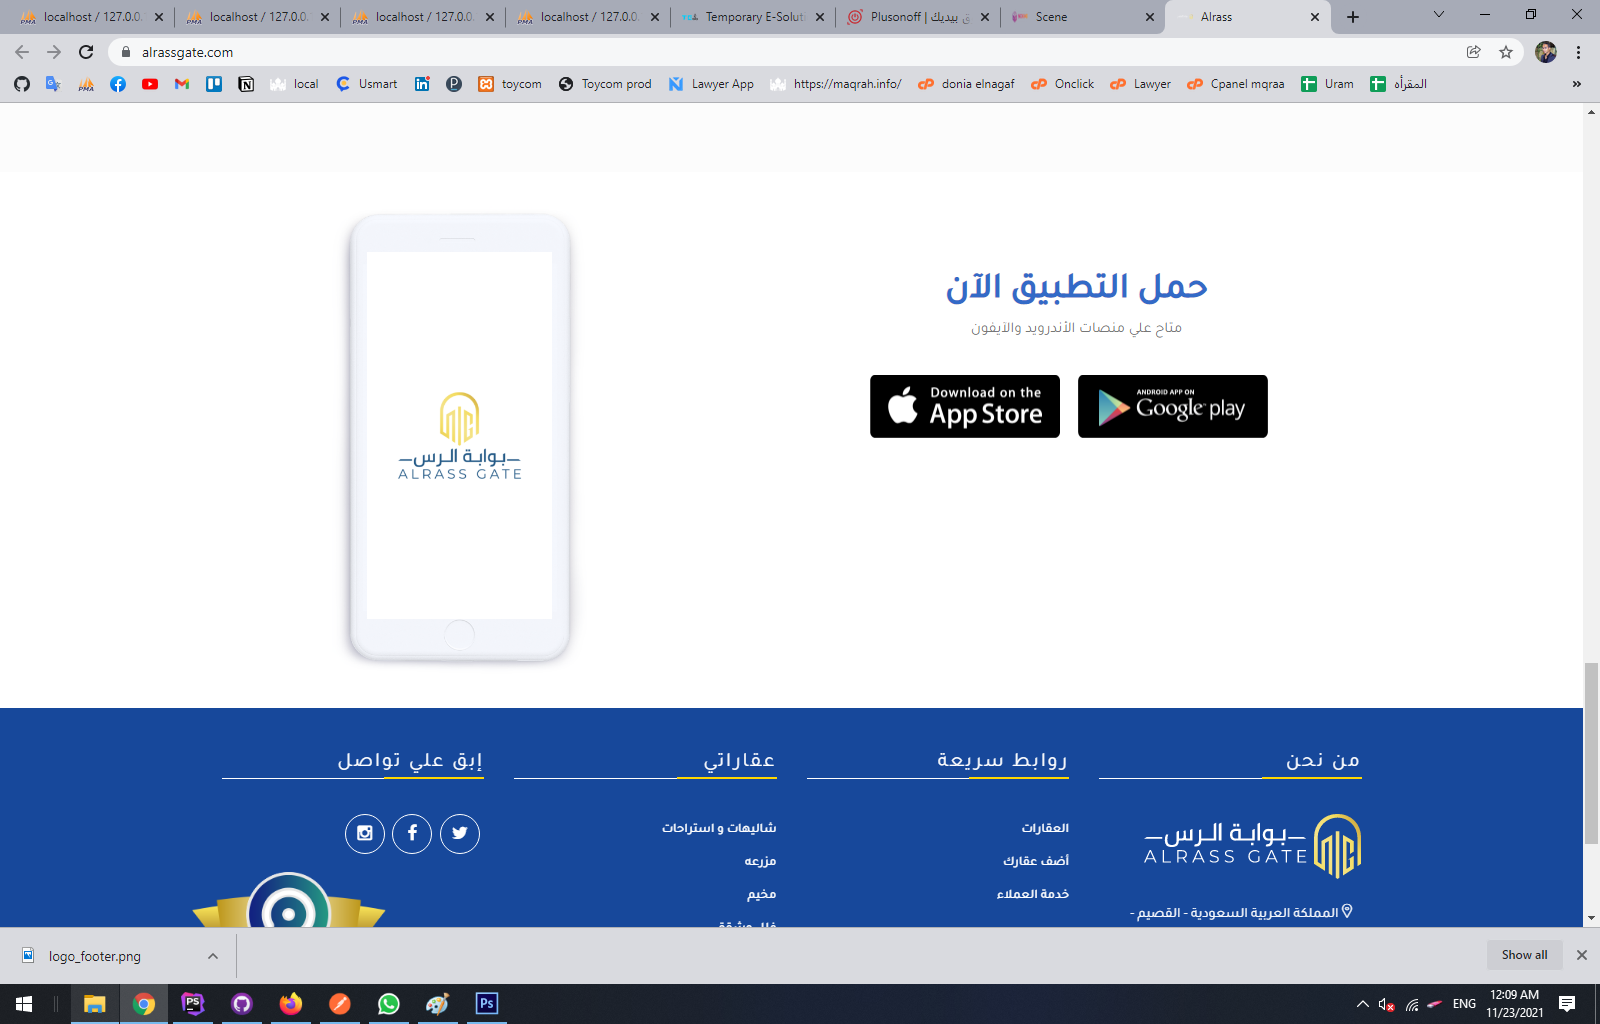 localhost / 127.0.0.
localhost / 127.0.0.
localhost / 127.0.0.
localhost / 127.0.0.
Temporary E-Soluti
Plusonoff | ق بيديك
Scene
Alrass
alrassgate.com
PMA
local
Usmart
toycom
Toycom prod
Lawyer App
https://maqrah.info/
donia elnagaf
Onclick
Lawyer
Cpanel mqraa
Uram
المقرأه
»
حمل التطبيق الآن
متاح علي منصات الأندرويد والآيفون
Download on the
App Store
ANDROID APP ON
Google play
بوابة الرس
ALRASS GATE
من نحن
روابط سريعة
عقاراتي
إبق علي تواصل
بوابة الرس
ALRASS GATE
المملكة العربية السعودية - القصيم -
العقارات
أضف عقارك
خدمة العملاء
شاليهات و استراحات
مزرعه
مخيم
logo_footer.png
Show all
PS
Ps
ENG
12:09 AM
11/23/2021